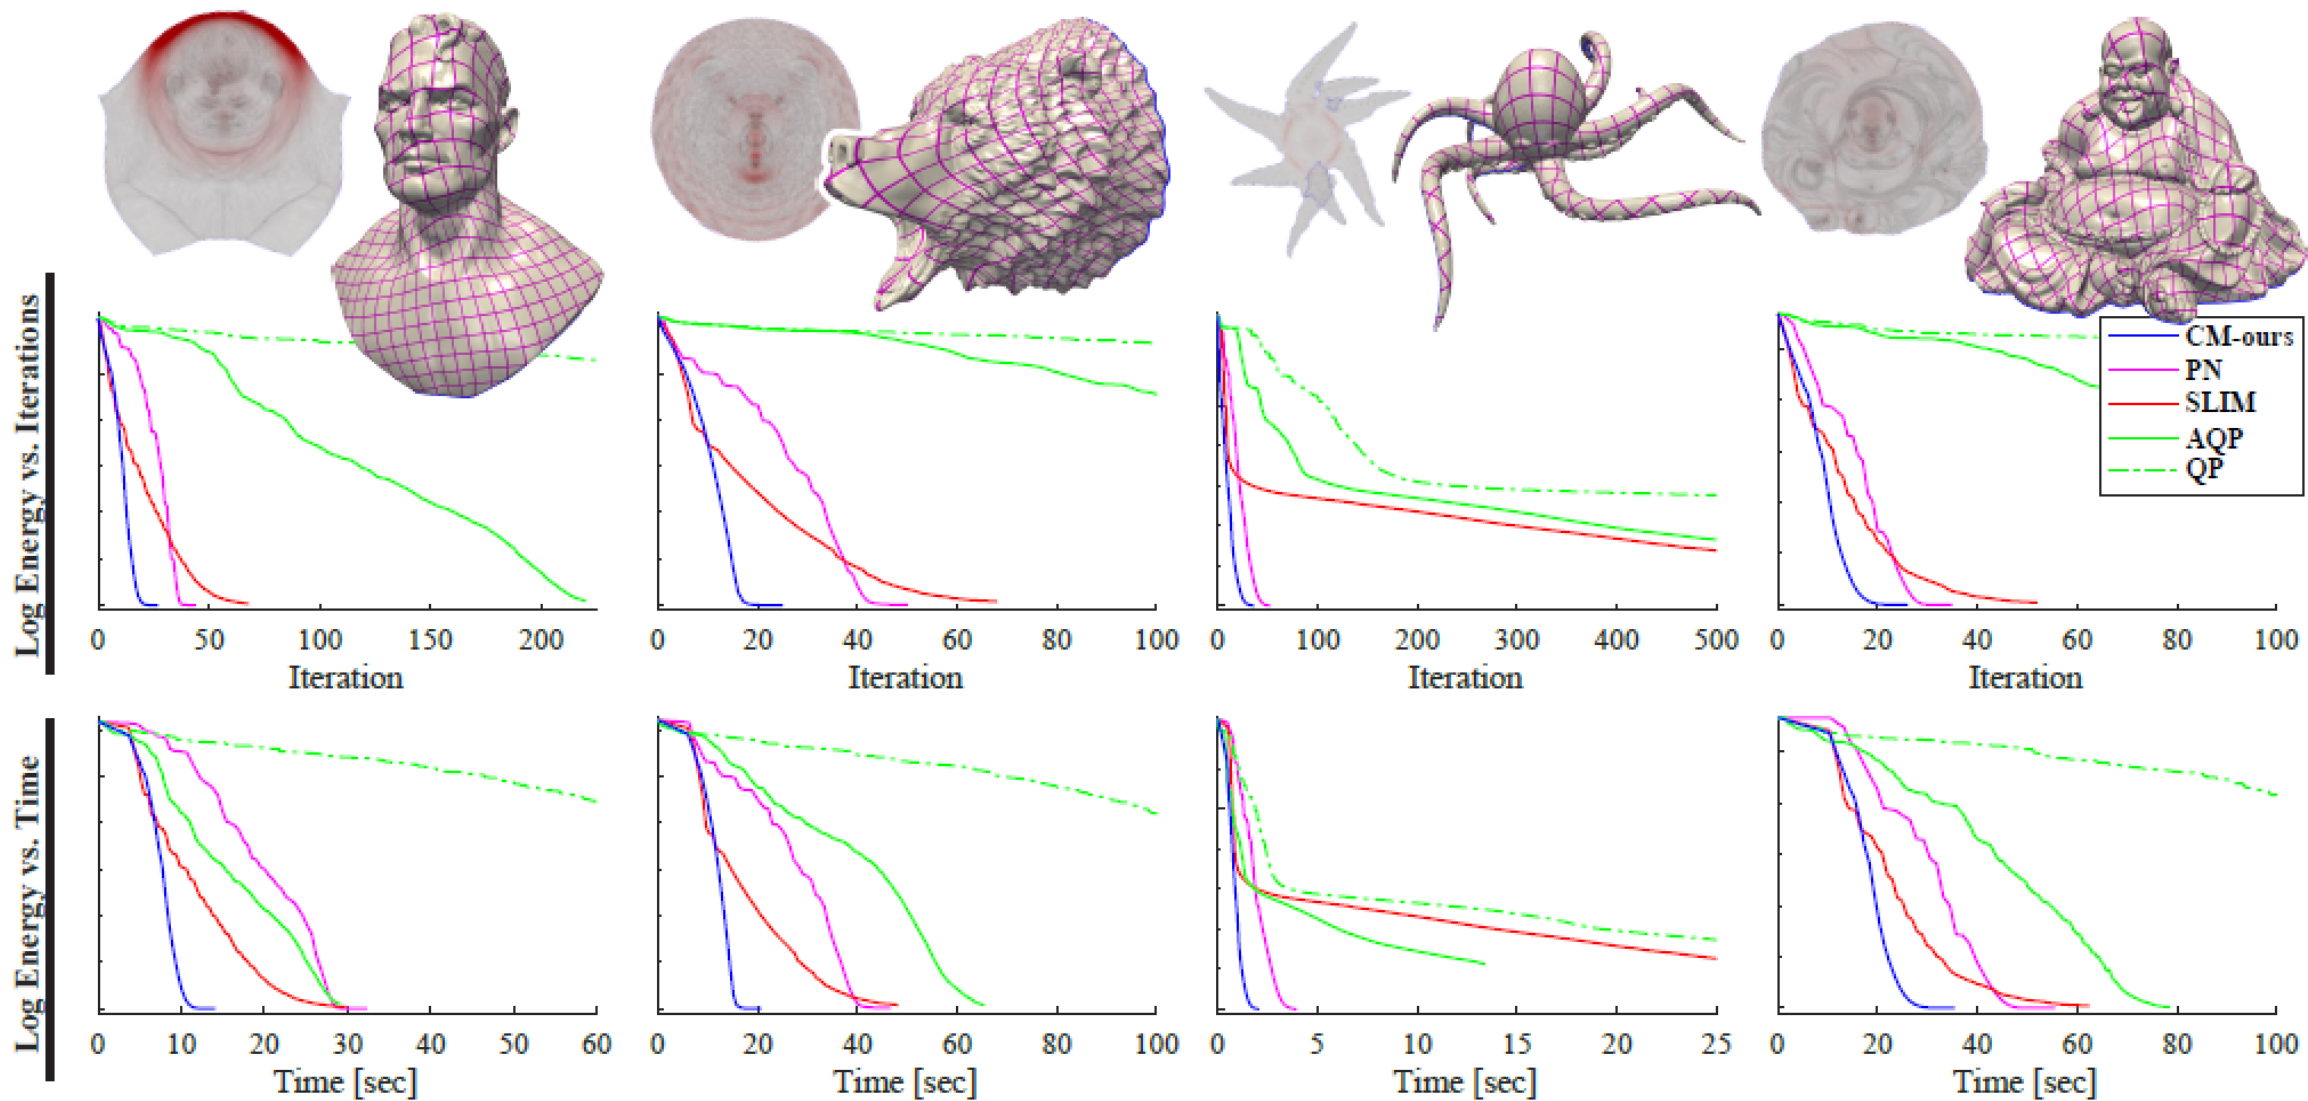 Log Energy vs. Iterations
CM-ours
PN
SLIM
AQP
QP
0 50 100 150 200
Iteration
0 20 40 60 80 100
Iteration
0 100 200 300 400 500
Iteration
0 20 40 60 80 100
Iteration
Log Energy vs. Time
0 10 20 30 40 50 60
Time [sec]
0 20 40 60 80 100
Time [sec]
0 5 10 15 20 25
Time [sec]
0 20 40 60 80 100
Time [sec]